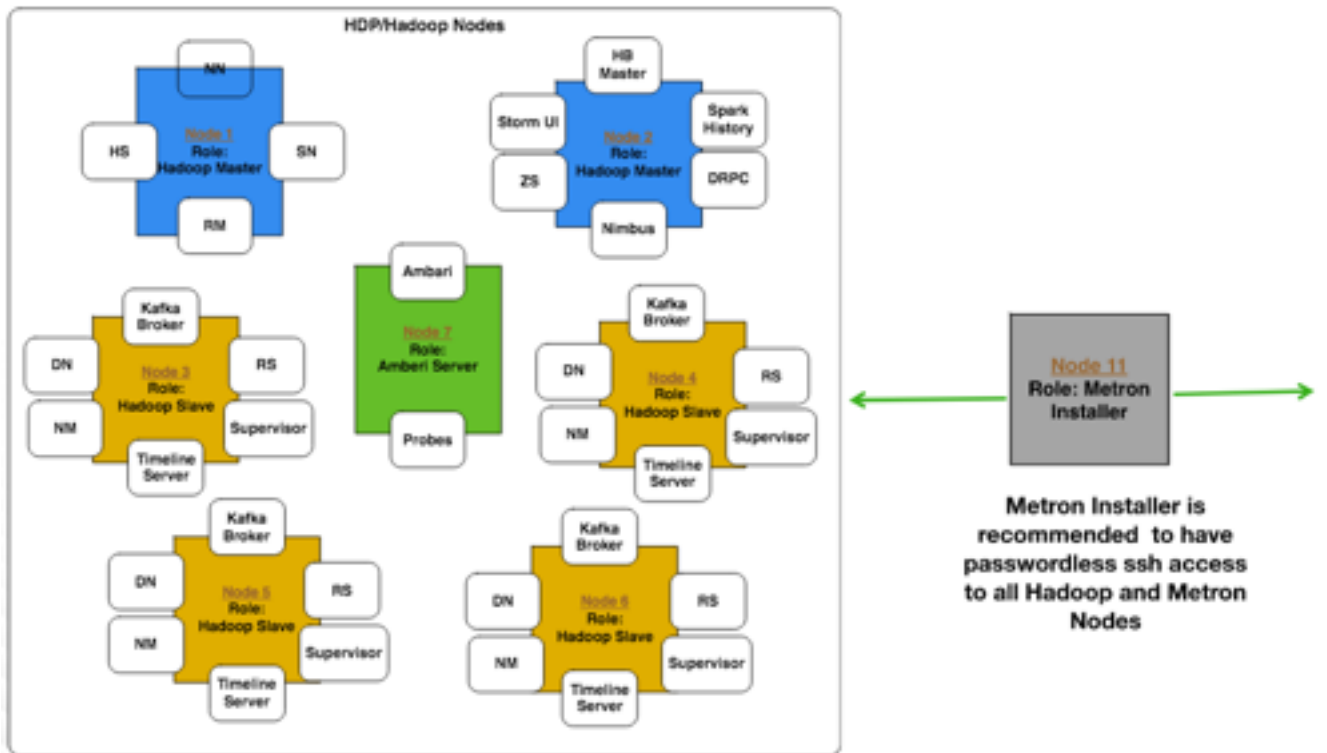 HDP/Hadoop Nodes
NN
HS
Node 1
Role:
Hadoop Master
SN
RM
HB
Master
Storm UI
Spark
History
Node 2
Role:
Hadoop Master
ZS
DRPC
Nimbus
Ambari
Node 7
Role:
Amberi Server
Probes
Kafka
Broker
DN
RS
Node 3
Role:
Hadoop Slave
NM
Supervisor
Timeline
Server
Kafka
Broker
DN
RS
Node 4
Role:
Hadoop Slave
NM
Supervisor
Timeline
Server
Kafka
Broker
DN
RS
Node 5
Role:
Hadoop Slave
NM
Supervisor
Timeline
Server
Kafka
Broker
DN
RS
Node 6
Role:
Hadoop Slave
NM
Supervisor
Timeline
Server
Node 11
Role: Metron
Installer
Metron Installer is
recommended to have
passwordless ssh access
to all Hadoop and Metron
Nodes